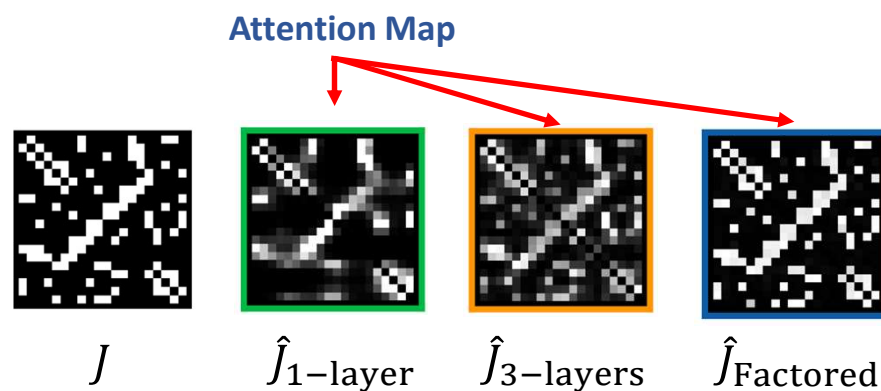 Attention Map
J
Ĵ1−layer
Ĵ3−layers
ĴFactored